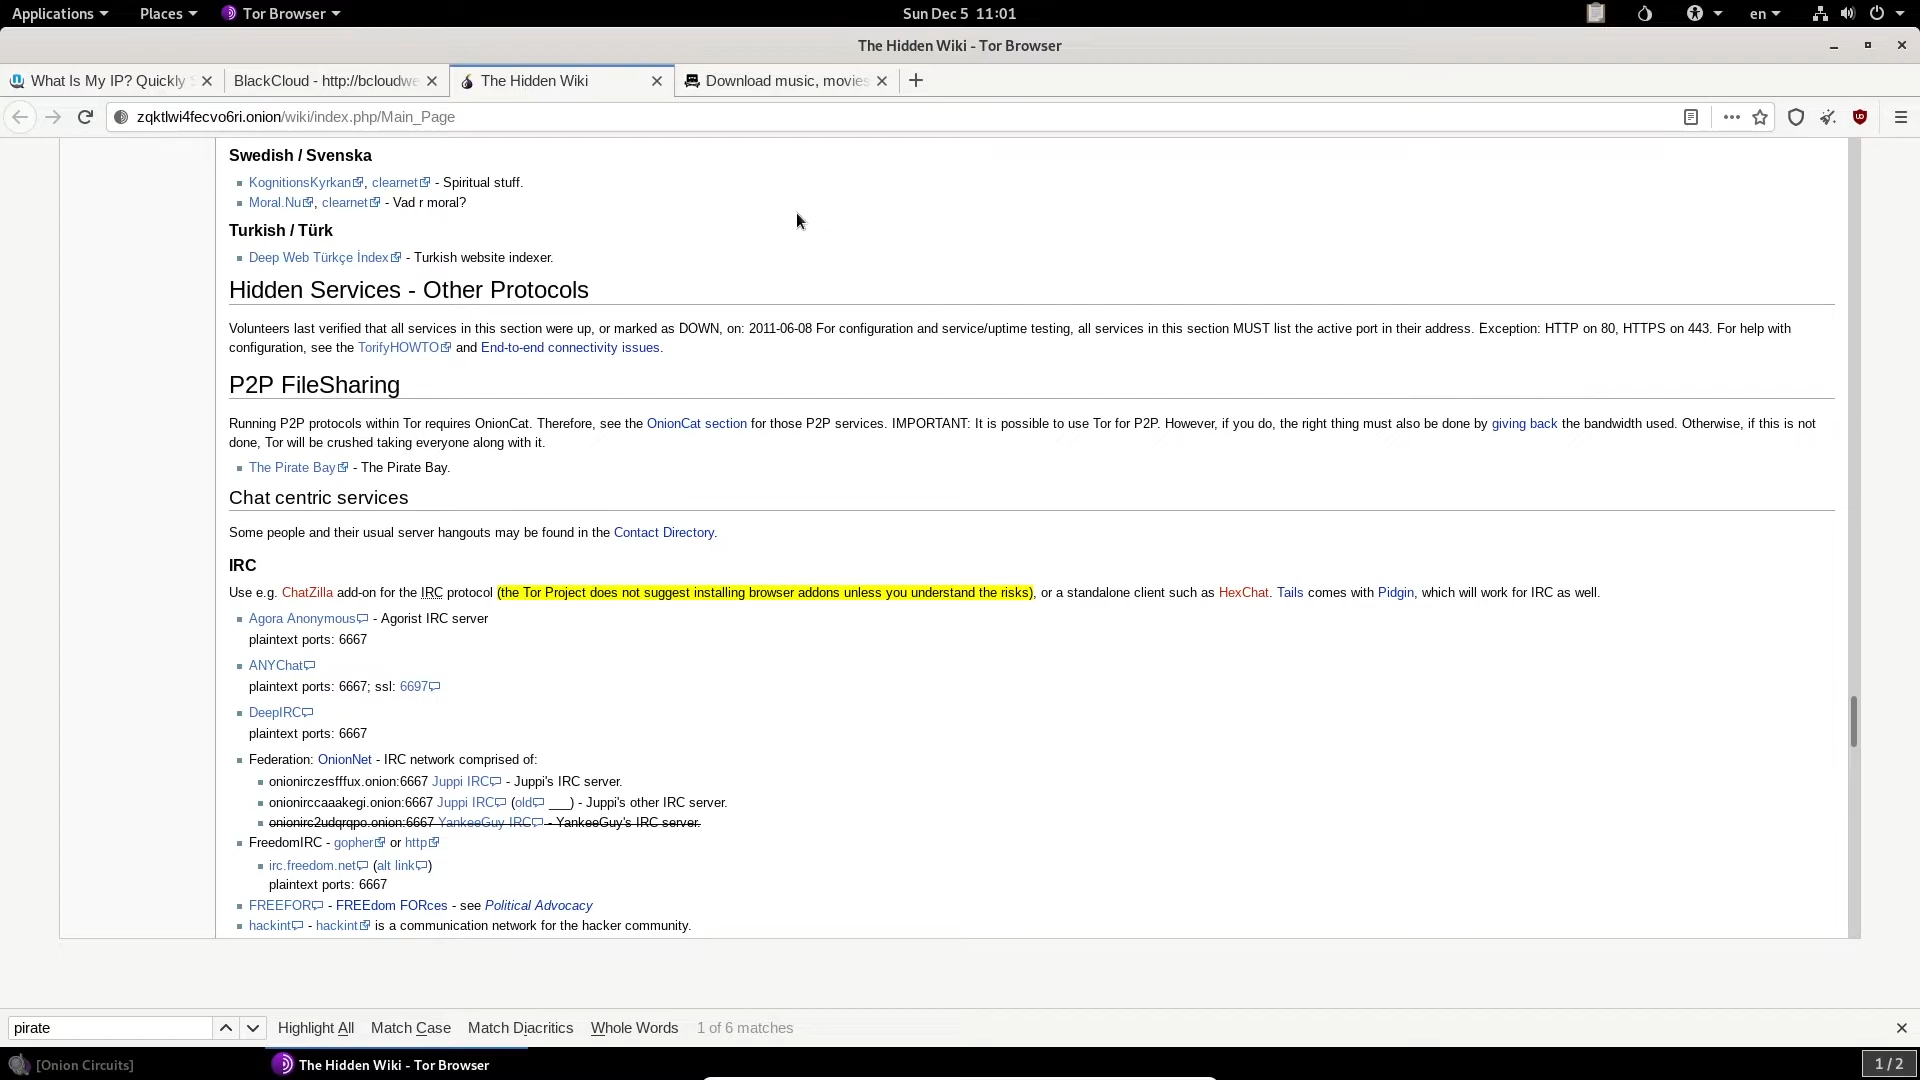 Applications Places Tor Browser Sun Dec 5 11:01 en
The Hidden Wiki - Tor Browser
What Is My IP? Quickly BlackCloud - http://bcloudwe The Hidden Wiki Download music, movies
zqktlwi4fecvo6ri.onion/wiki/index.php/Main_Page
Swedish / Svenska
KognitionsKyrkan, clearnet - Spiritual stuff.
Moral.Nu, clearnet - Vad r moral?
Turkish / Türk
Deep Web Türkçe İndex - Turkish website indexer.
Hidden Services - Other Protocols
Volunteers last verified that all services in this section were up, or marked as DOWN, on: 2011-06-08 For configuration and service/uptime testing, all services in this section MUST list the active port in their address. Exception: HTTP on 80, HTTPS on 443. For help with
configuration, see the TorifyHOWTO and End-to-end connectivity issues.
P2P FileSharing
Running P2P protocols within Tor requires OnionCat. Therefore, see the OnionCat section for those P2P services. IMPORTANT: It is possible to use Tor for P2P. However, if you do, the right thing must also be done by giving back the bandwidth used. Otherwise, if this is not
done, Tor will be crushed taking everyone along with it.
The Pirate Bay - The Pirate Bay.
Chat centric services
Some people and their usual server hangouts may be found in the Contact Directory.
IRC
Use e.g. ChatZilla add-on for the IRC protocol (the Tor Project does not suggest installing browser addons unless you understand the risks), or a standalone client such as HexChat. Tails comes with Pidgin, which will work for IRC as well.
Agora Anonymous - Agorist IRC server
plaintext ports: 6667
ANYChat
plaintext ports: 6667; ssl: 6697
DeepIRC
plaintext ports: 6667
Federation: OnionNet - IRC network comprised of:
onionirczesfffux.onion:6667 Juppi IRC - Juppi's IRC server.
onionirccaaakegi.onion:6667 Juppi IRC (old ___) - Juppi's other IRC server.
onionirc2udqrqpo.onion:6667 YankeeGuy IRC - YankeeGuy's IRC server.
FreedomIRC - gopher or http
irc.freedom.net (alt link)
plaintext ports: 6667
FREEFOR - FREEdom FORces - see Political Advocacy
hackint - hackint is a communication network for the hacker community.
pirate Highlight All Match Case Match Diacritics Whole Words 1 of 6 matches
[Onion Circuits] The Hidden Wiki - Tor Browser 1 / 2